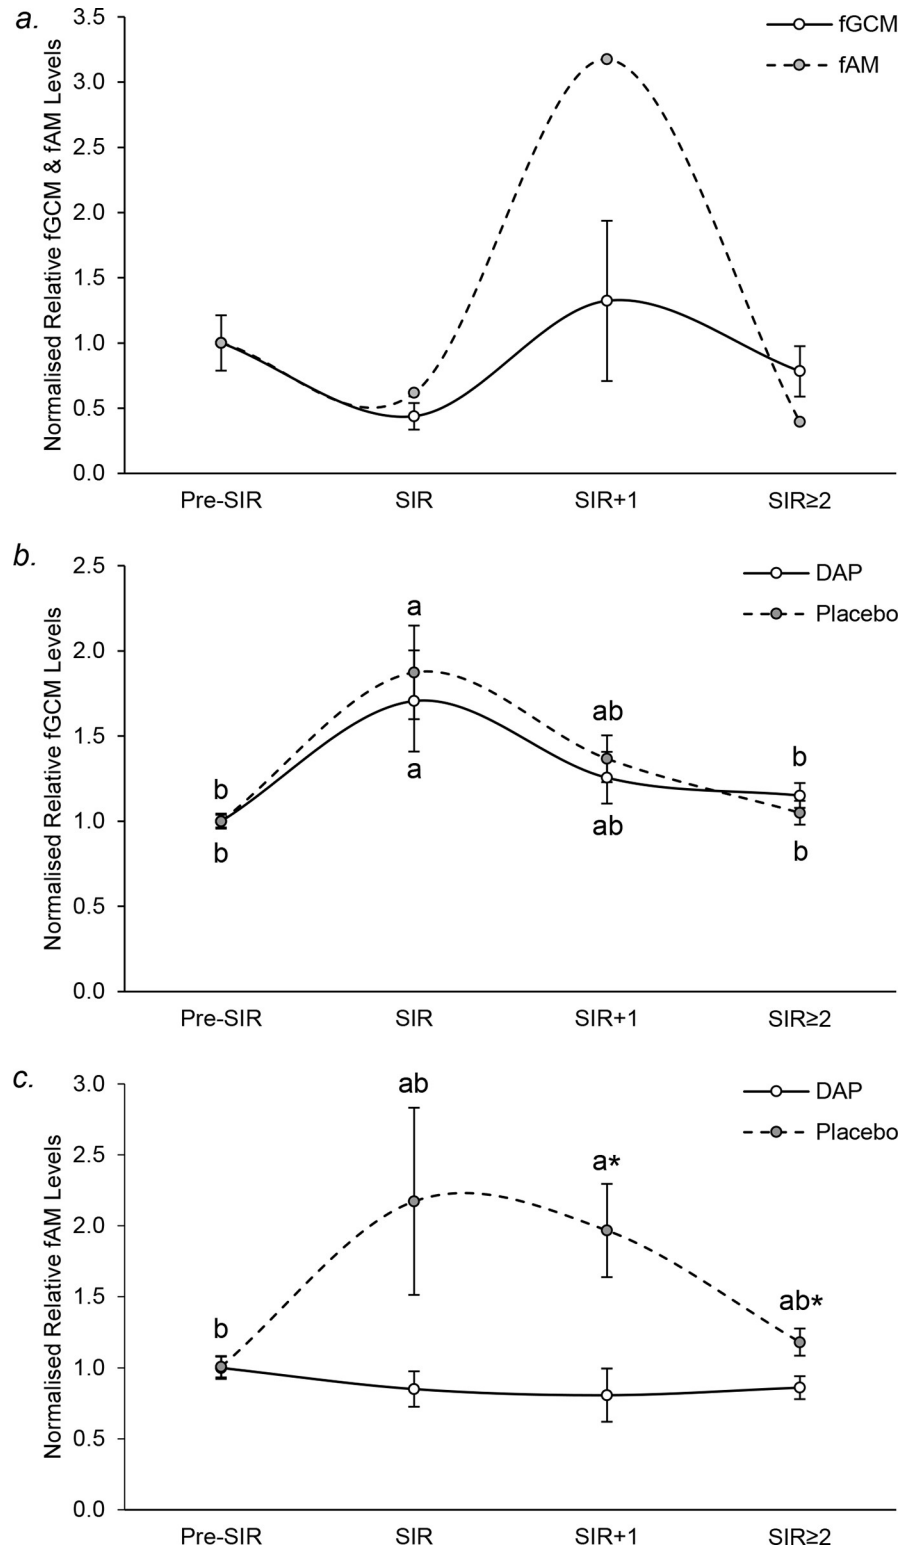 a.
3.5
3.0
2.5
2.0
1.5
1.0
0.5
0.0
Normalised Relative fGCM & fAM Levels
fGCM
fAM
Pre-SIR SIR SIR+1 SIR≥2
b.
2.5
2.0
1.5
1.0
0.5
0.0
Normalised Relative fGCM Levels
DAP
Placebo
a
ab
b
b
a
ab
b
b
Pre-SIR SIR SIR+1 SIR≥2
c.
3.0
2.5
2.0
1.5
1.0
0.5
0.0
Normalised Relative fAM Levels
DAP
Placebo
ab
a*
ab*
b
Pre-SIR SIR SIR+1 SIR≥2